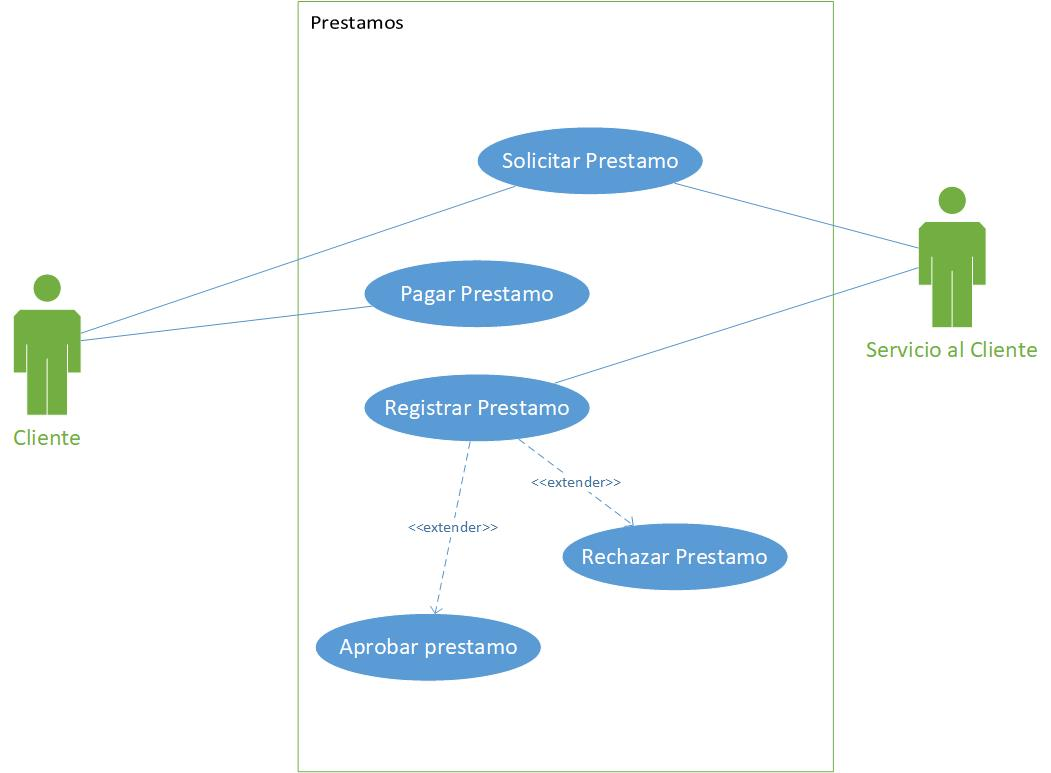 Prestamos
Solicitar Prestamo
Pagar Prestamo
Servicio al Cliente
Registrar Prestamo
Cliente
<<extender>>
<<extender>>
Rechazar Prestamo
Aprobar prestamo